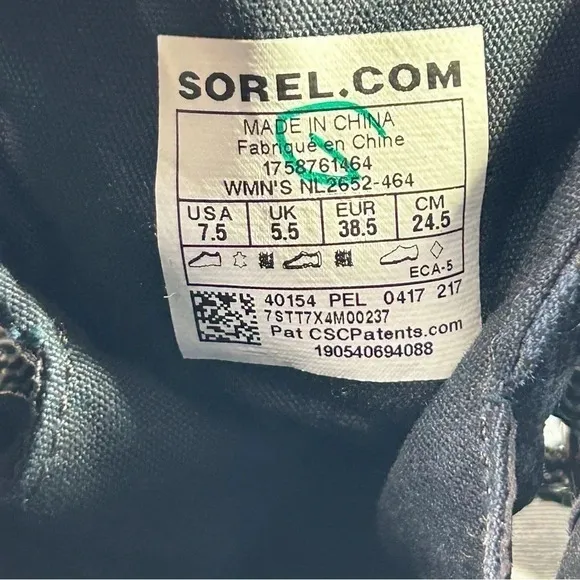 SOREL.COM
MADE IN CHINA
Fabriqué en Chine
1758761464
WMN'S NL2652-464
USA UK EUR CM
7.5 5.5 38.5 24.5
ECA-5
40154 PEL 0417 217
7STT7X4M00237
Pat CSCPatents.com
190540694088